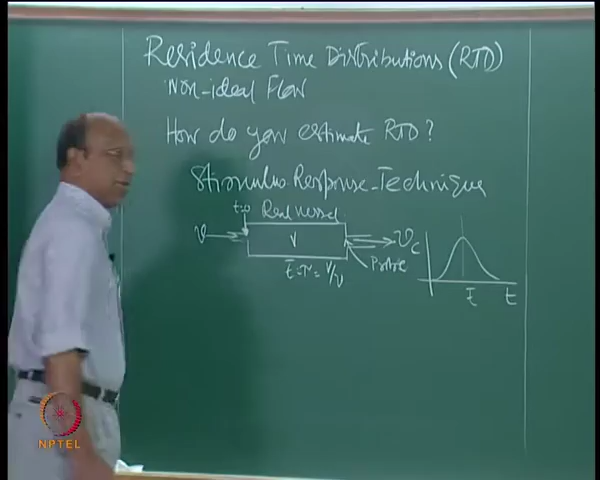 Residence Time Distributions (RTD)
Non-ideal Flow
How do you estimate RTD?
Stimulus-Response-Technique
t=0 Real vessel
v V v C
Probe
t̄ = τ = V/v
t̄ t
NPTEL